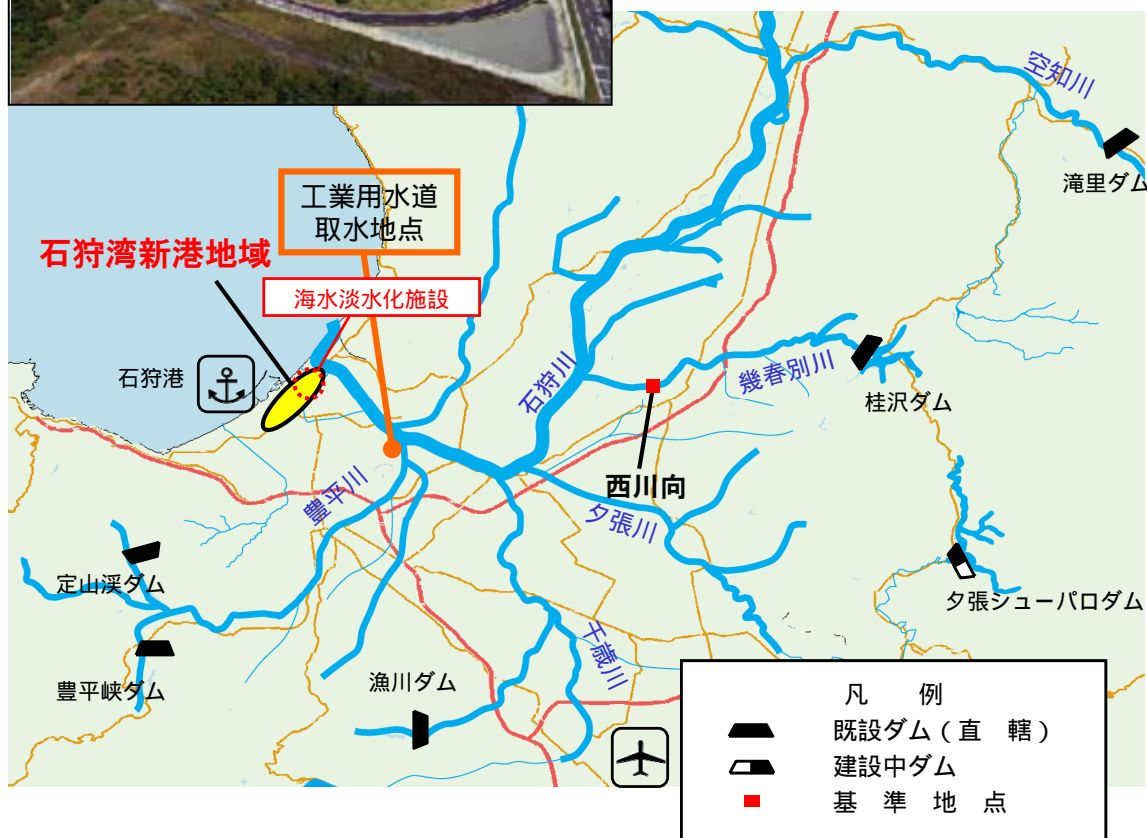 空知川
滝里ダム
工業用水道
取水地点
石狩湾新港地域
海水淡水化施設
石狩港
石狩川
幾春別川
桂沢ダム
西川向
豊平川
夕張川
定山渓ダム
夕張シューパロダム
千歳川
漁川ダム
豊平峡ダム
凡 例
既設ダム（直 轄）
建設中ダム
基 準 地 点